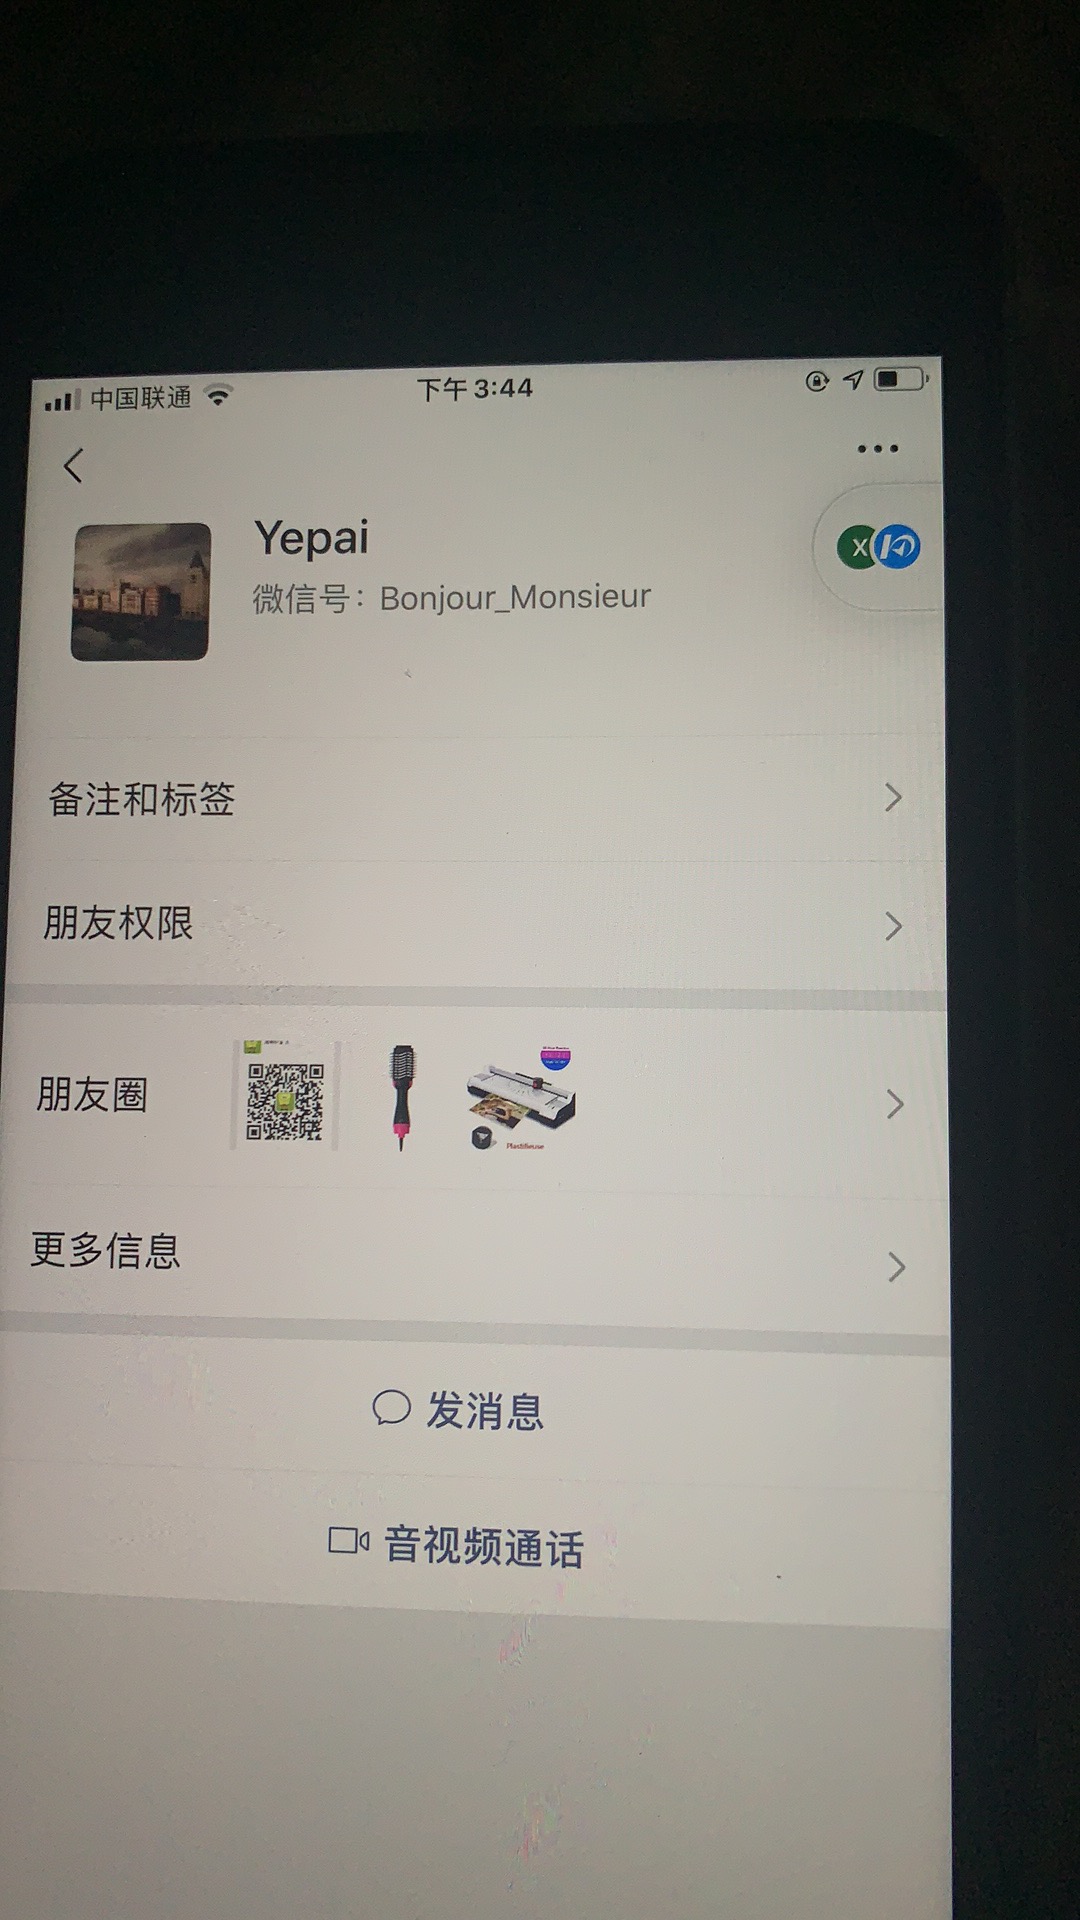 中国联通
下午3:44
Yepai
微信号：Bonjour_Monsieur
X
备注和标签
朋友权限
朋友圈
Plastifieuse
更多信息
发消息
音视频通话